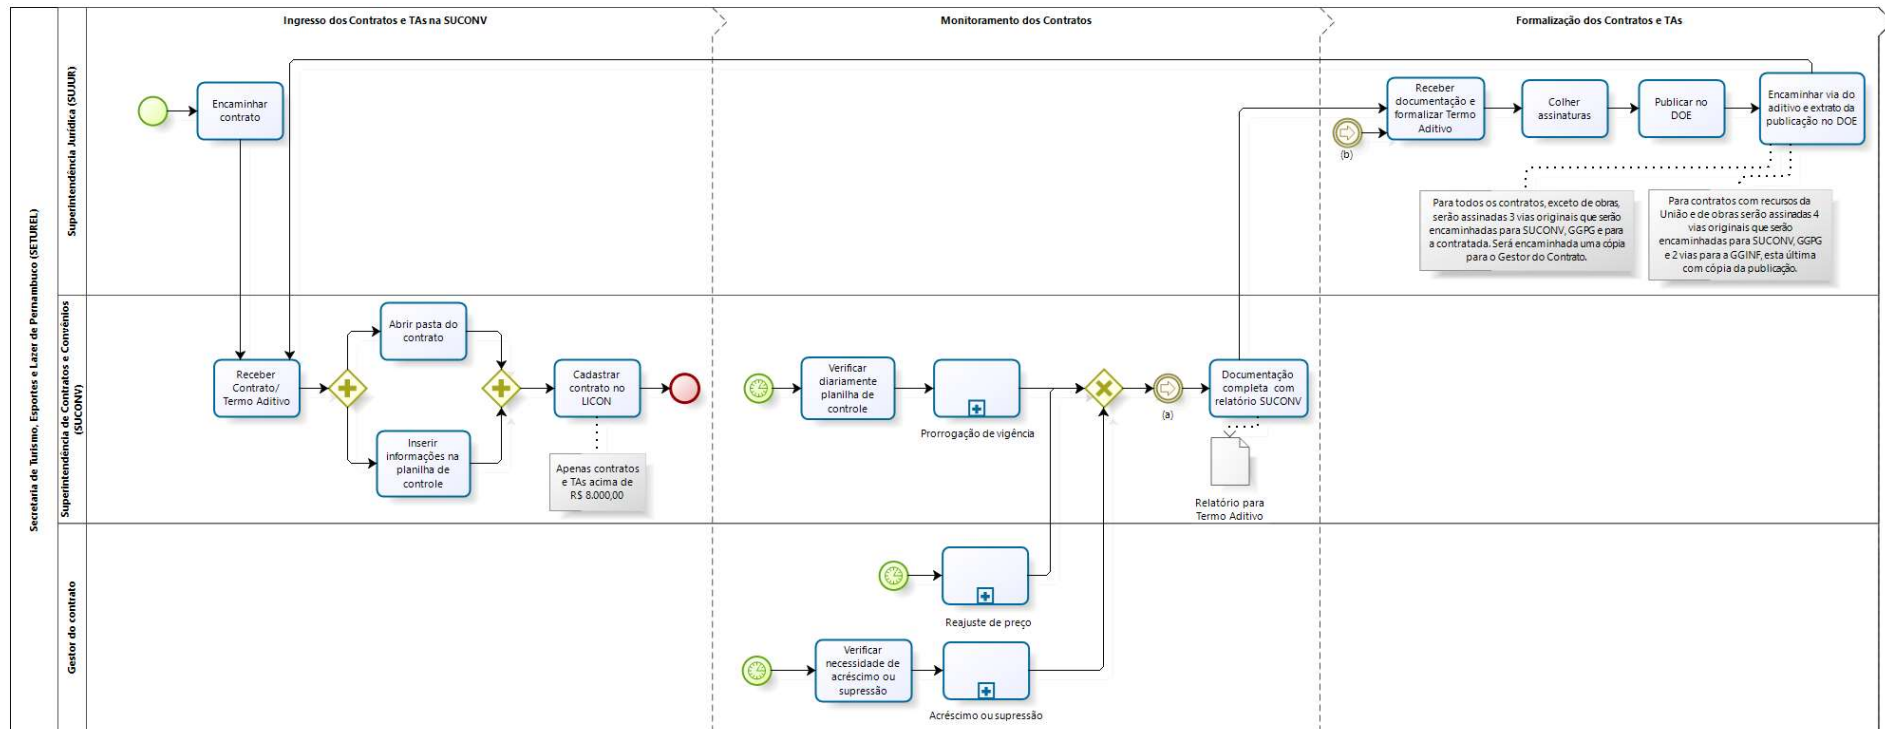 Ingresso dos Contratos e TAs na SUCONV
Monitoramento dos Contratos
Formalização dos Contratos e TAs
Secretaria de Turismo, Esportes e Lazer de Pernambuco (SETUREL)
Superintendência Jurídica (SUJUR)
Encaminhar
contrato
Receber
documentação e
formalizar Termo
Aditivo
(b)
Colher
assinaturas
Publicar no
DOE
Encaminhar via do
aditivo e extrato da
publicação no DOE
Para todos os contratos, exceto de obras,
serão assinadas 3 vias originais que serão
encaminhadas para SUCONV, GGPG e para
a contratada. Será encaminhada uma cópia
para o Gestor do Contrato.
Para contratos com recursos da
União e de obras serão assinadas 4
vias originais que serão
encaminhadas para SUCONV, GGPG
e 2 vias para a GGINF, esta última
com cópia da publicação.
Superintendência de Contratos e Convênios
(SUCONV)
Receber
Contrato/
Termo Aditivo
Abrir pasta do
contrato
Inserir
informações na
planilha de
controle
Cadastrar
contrato no
LICON
Apenas contratos
e TAs acima de
R$ 8.000,00
Verificar
diariamente
planilha de
controle
Prorrogação de vigência
(a)
Documentação
completa com
relatório SUCONV
Relatório para
Termo Aditivo
Gestor do contrato
Reajuste de preço
Verificar
necessidade de
acréscimo ou
supressão
Acréscimo ou supressão